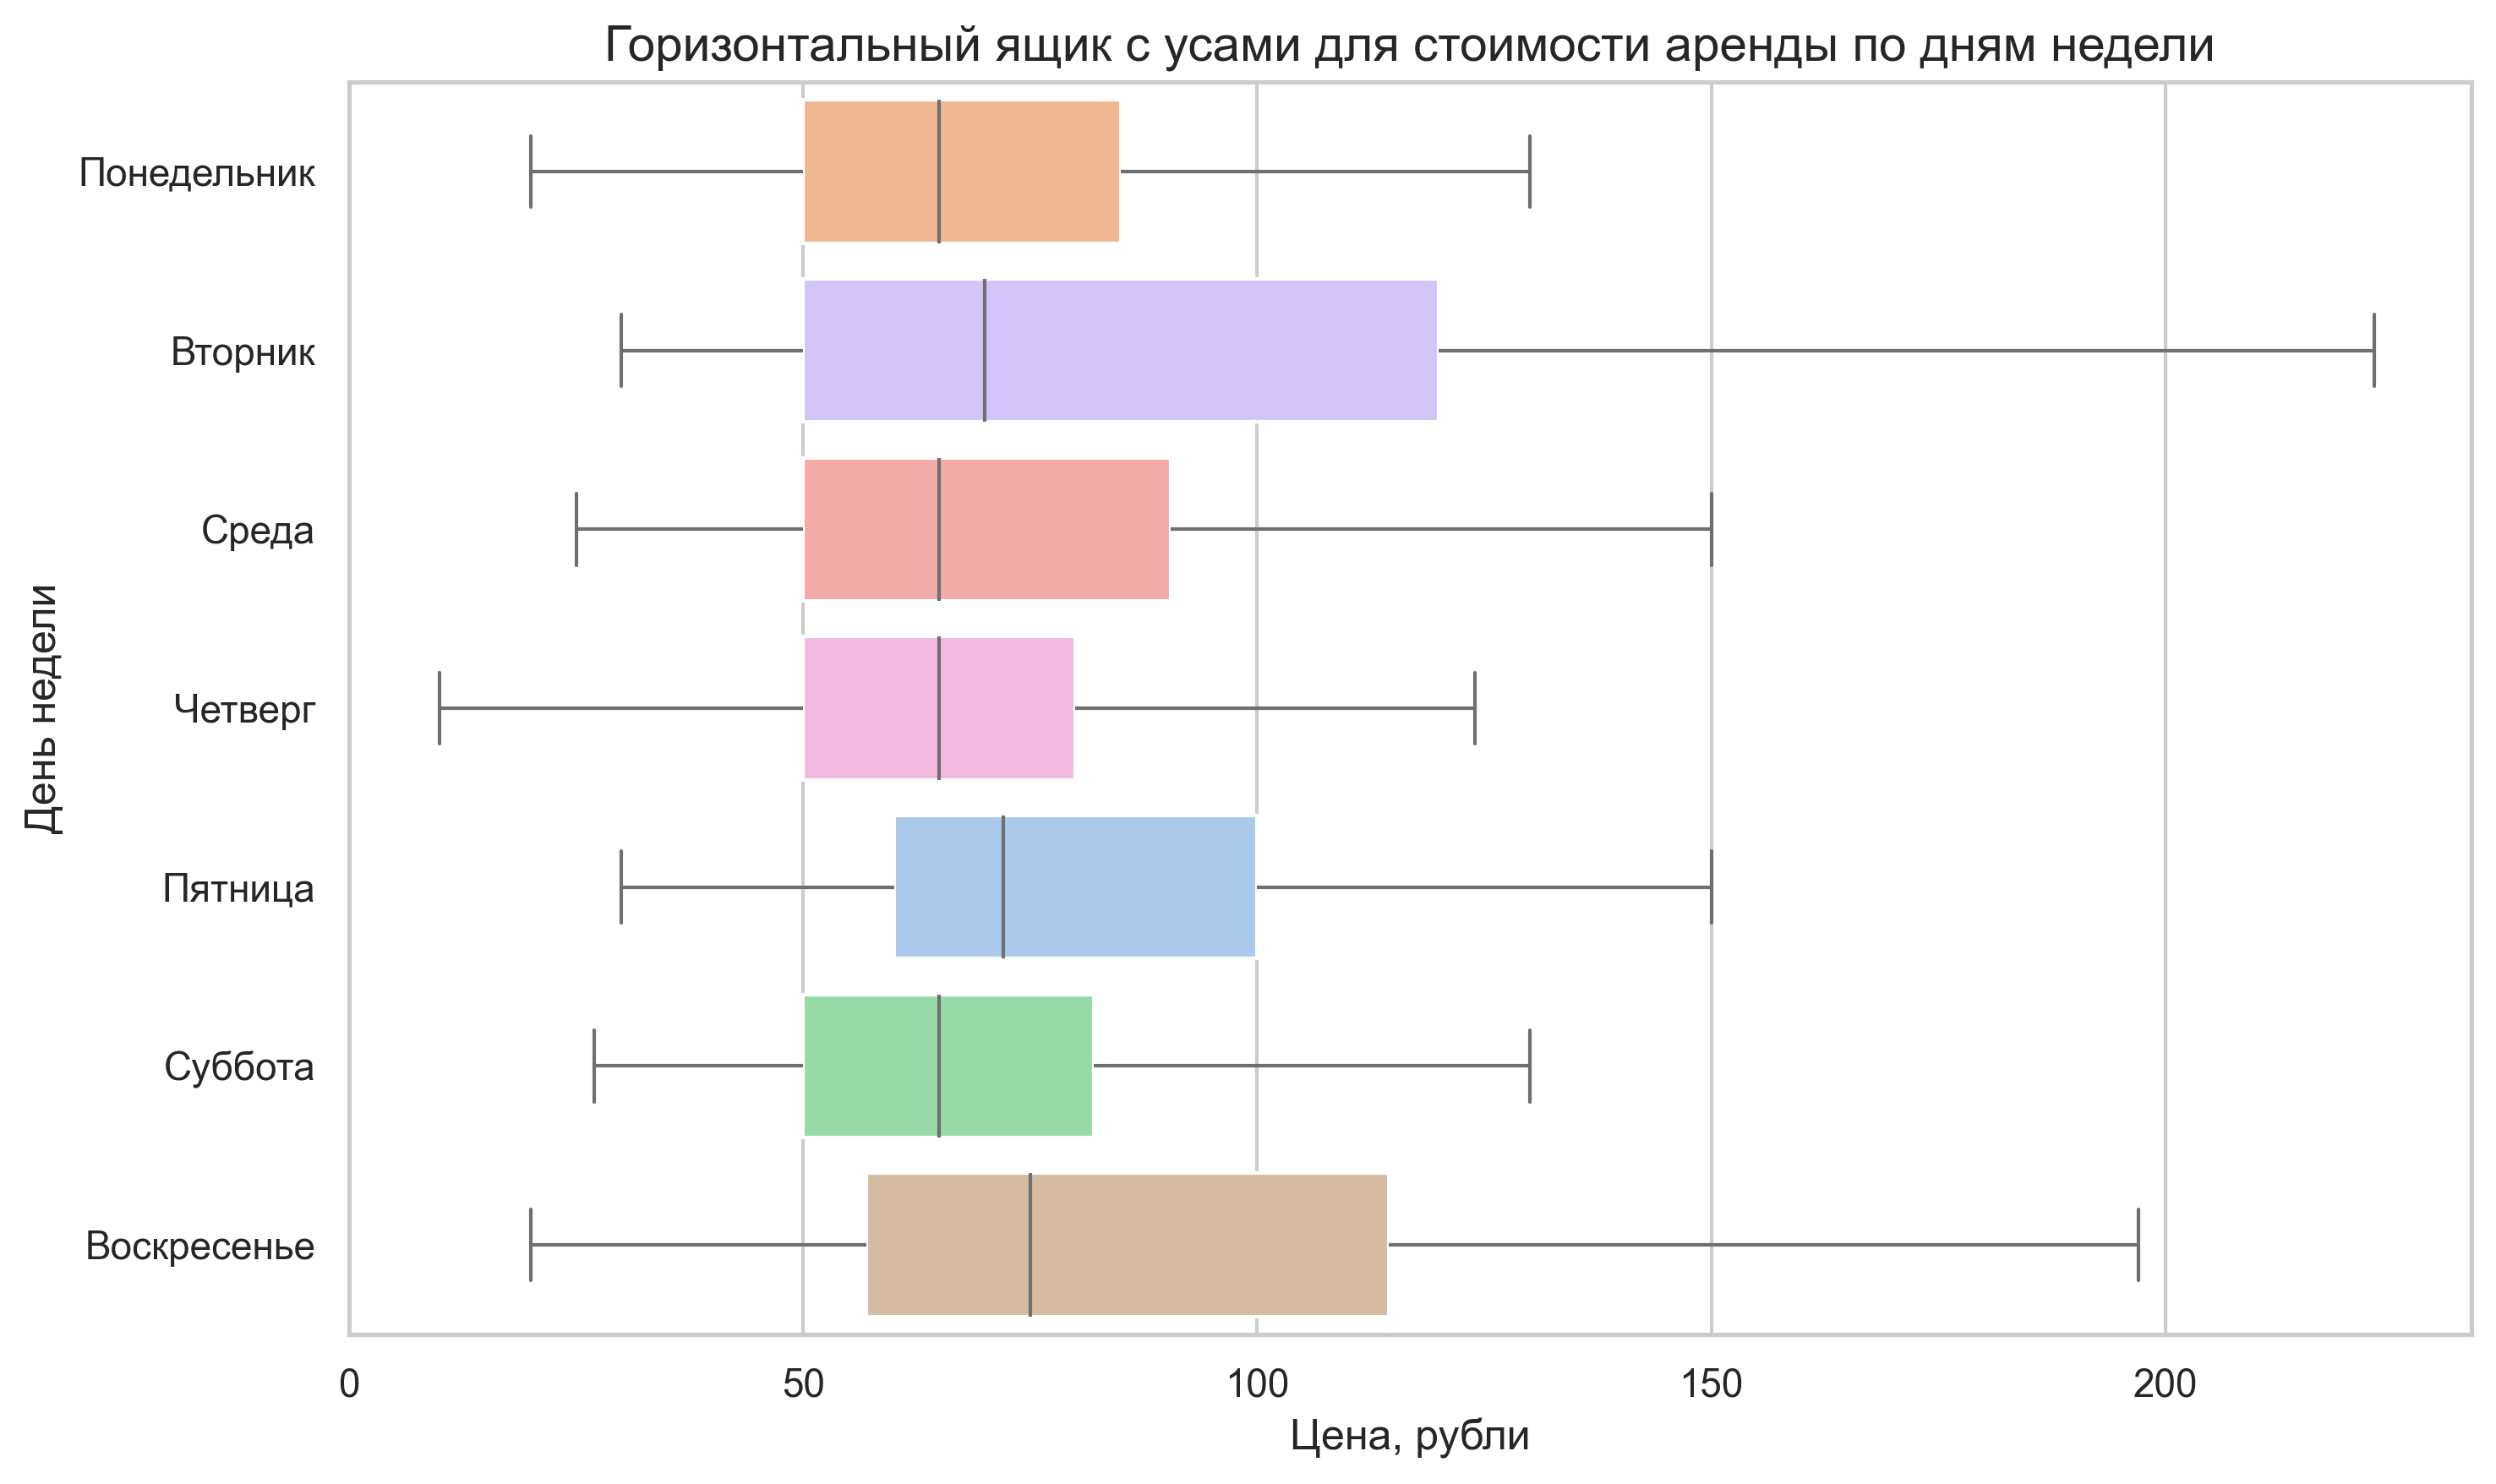 Горизонтальный ящик с усами для стоимости аренды по дням недели
Понедельник
Вторник
Среда
Четверг
Пятница
Суббота
Воскресенье
День недели
0
50
100
150
200
Цена, рубли